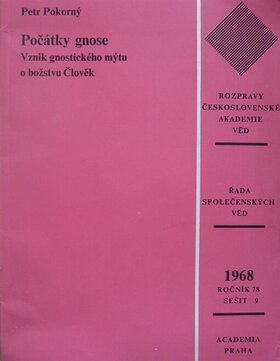 Petr Pokorný
Počátky gnose
Vznik gnostického mýtu
o božstvu Člověk
ROZPRAVY
ČESKOSLOVENSKÉ
AKADEMIE
VĚD
ŘADA
SPOLEČENSKÝCH
VĚD
1968
ROČNÍK 78
SEŠIT 9
ACADEMIA
PRAHA